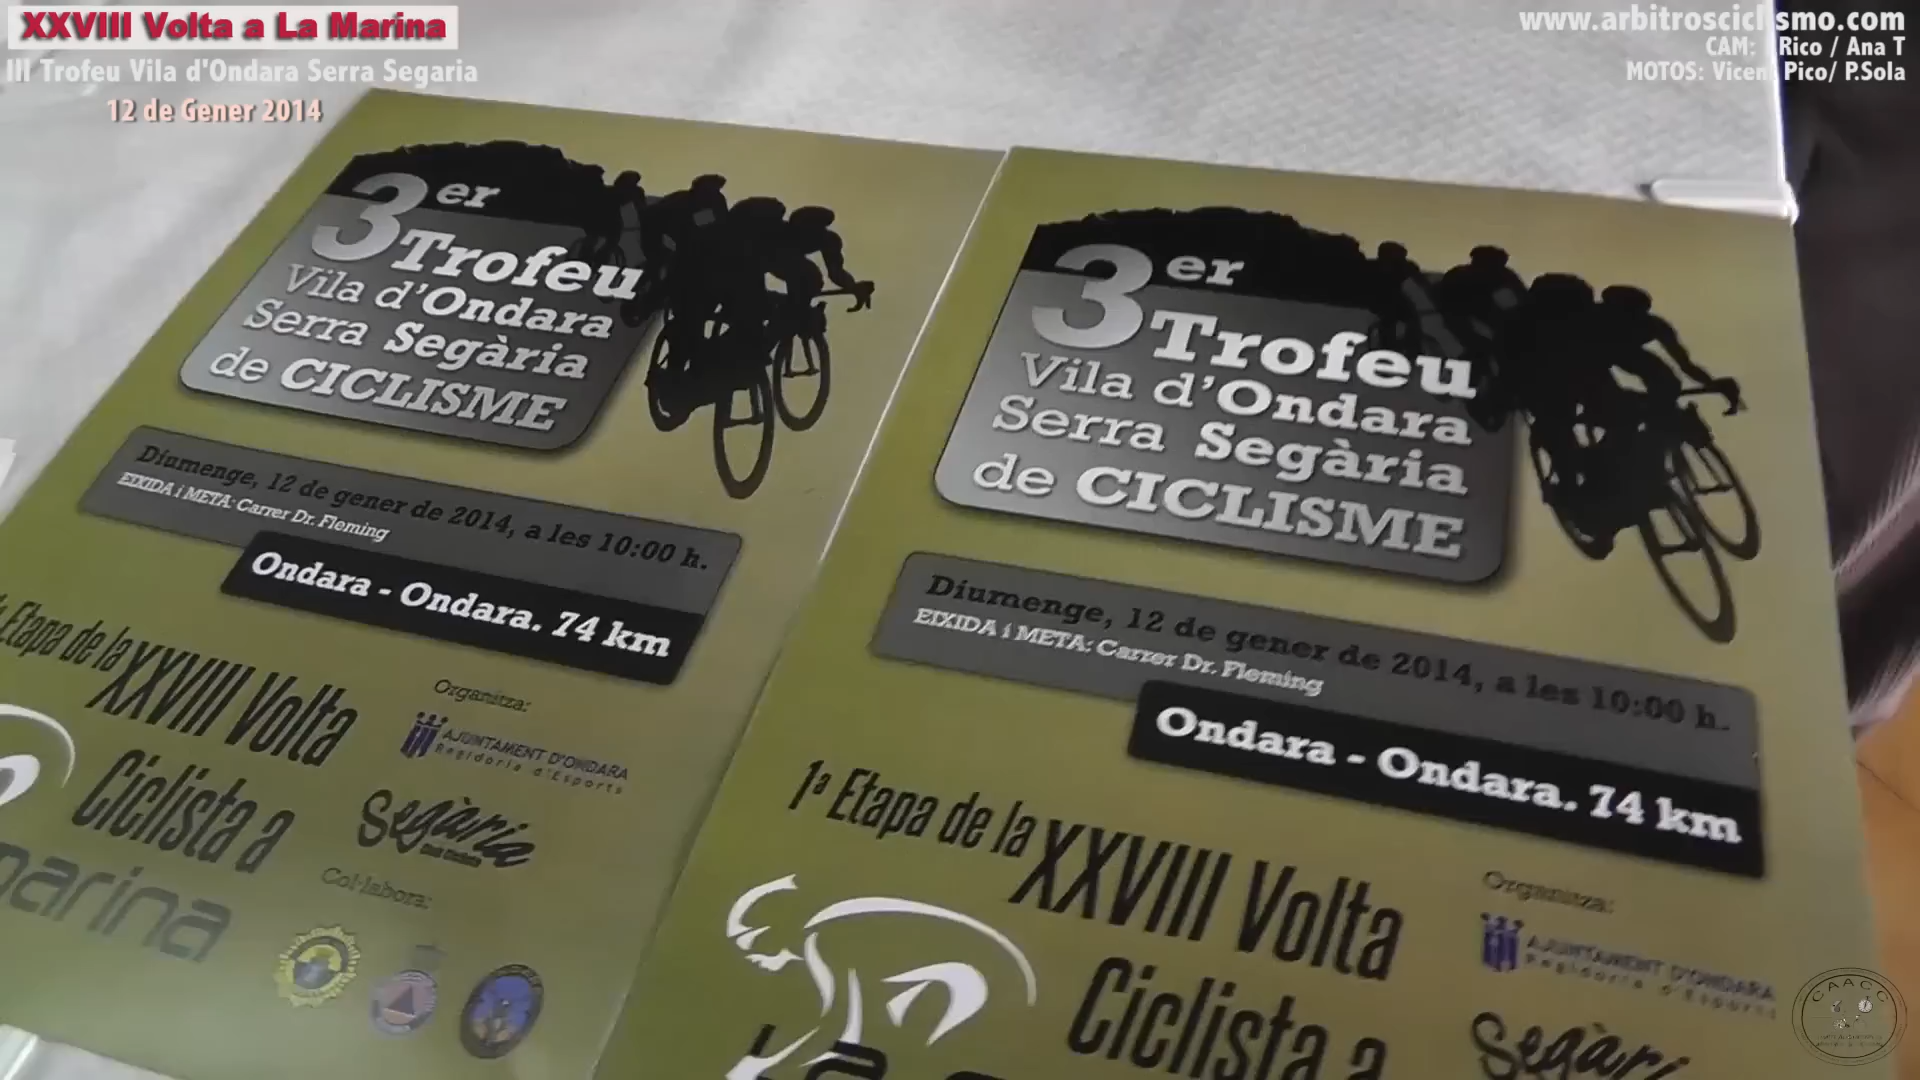 XXVIII Volta a La Marina
III Trofeu Vila d'Ondara Serra Segaria
12 de Gener 2014
www.arbitrosciclismo.com
CAM: Rico / Ana T
MOTOS: Vicent Pico/ P.Sola
3er
Trofeu
Vila d'Ondara
Serra Segària
de CICLISME
Diumenge, 12 de gener de 2014, a les 10:00 h.
EIXIDA i META: Carrer Dr. Fleming
Ondara - Ondara. 74 km
Etapa de la XXVIII Volta
Ciclista a
marina
Organitza:
AJUNTAMENT D'ONDARA
Regidoria d'Esports
Segària
Col·labora:
3er
Trofeu
Vila d'Ondara
Serra Segària
de CICLISME
Diumenge, 12 de gener de 2014, a les 10:00 h.
EIXIDA i META: Carrer Dr. Fleming
Ondara - Ondara. 74 km
1ª Etapa de la XXVIII Volta
Ciclista a
Organitza:
AJUNTAMENT D'ONDARA
Regidoria d'Esports
Segària
CAACC